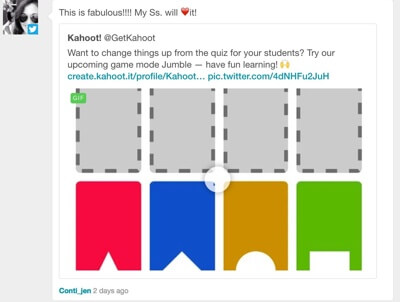 This is fabulous!!!! My Ss. will ❤️it!
Kahoot! @GetKahoot
Want to change things up from the quiz for your students? Try our
upcoming game mode Jumble — have fun learning! 🙌
create.kahoot.it/profile/Kahoot… pic.twitter.com/4dNHFu2JuH
GIF
Conti_jen 2 days ago